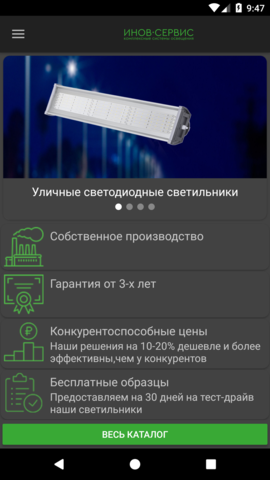 9:47
ИНОВ-СЕРВИС
Уличные светодиодные светильники
Собственное производство
Гарантия от 3-х лет
Конкурентоспособные цены
Наши решения на 10-20% дешевле и более
эффективны,чем у конкурентов
Бесплатные образцы
Предоставляем на 30 дней на тест-драйв
наши светильники
ВЕСЬ КАТАЛОГ